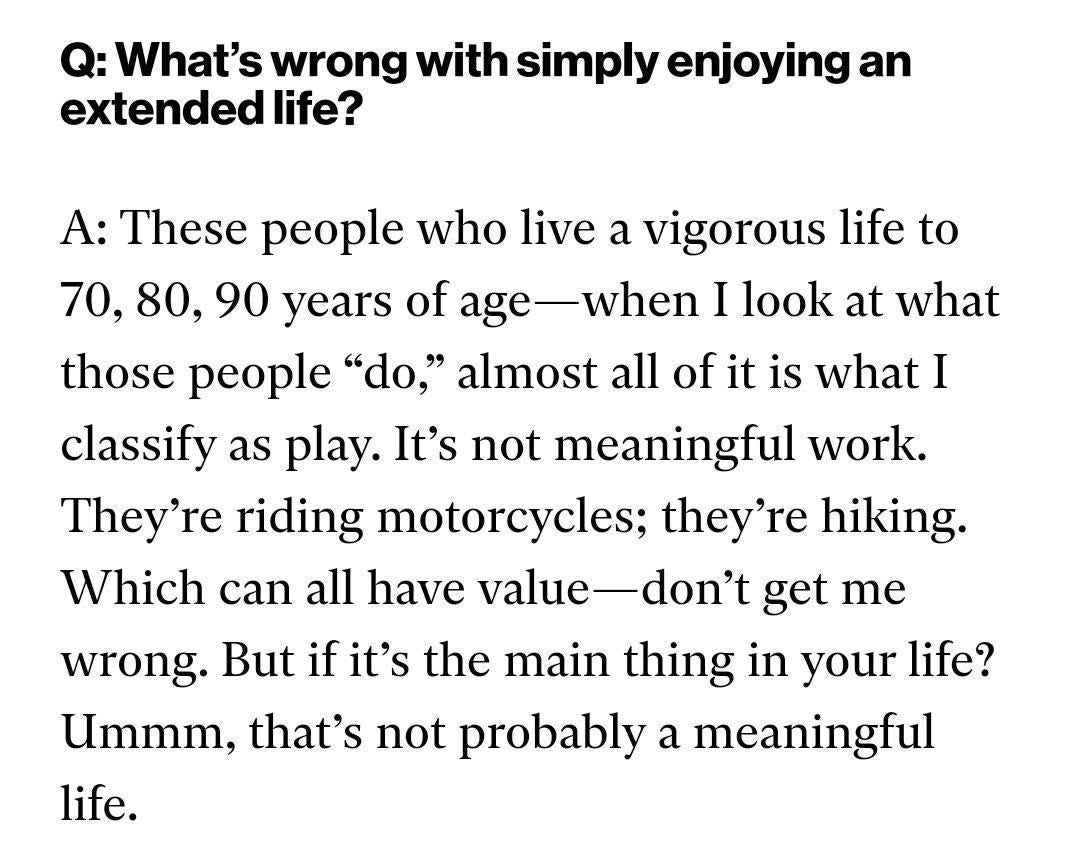 Q: What’s wrong with simply enjoying an
extended life?
A: These people who live a vigorous life to
70, 80, 90 years of age—when I look at what
those people “do,” almost all of it is what I
classify as play. It’s not meaningful work.
They’re riding motorcycles; they’re hiking.
Which can all have value—don’t get me
wrong. But if it’s the main thing in your life?
Ummm, that’s not probably a meaningful
life.